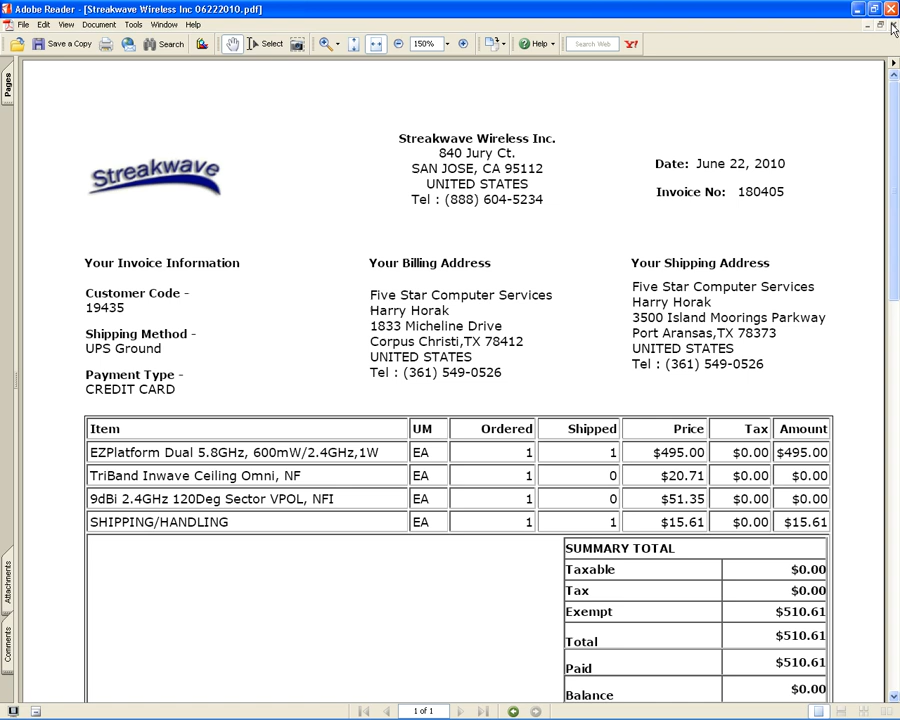 Adobe Reader - [Streakwave Wireless Inc 06222010.pdf]
File Edit View Document Tools Window Help
Save a Copy Search Select 150% Help Search Web Y!
Pages
Streakwave
Streakwave Wireless Inc.
840 Jury Ct.
SAN JOSE, CA 95112
UNITED STATES
Tel : (888) 604-5234
Date: June 22, 2010
Invoice No: 180405
Your Invoice Information
Customer Code -
19435
Shipping Method -
UPS Ground
Payment Type -
CREDIT CARD
Your Billing Address
Five Star Computer Services
Harry Horak
1833 Micheline Drive
Corpus Christi,TX 78412
UNITED STATES
Tel : (361) 549-0526
Your Shipping Address
Five Star Computer Services
Harry Horak
3500 Island Moorings Parkway
Port Aransas,TX 78373
UNITED STATES
Tel : (361) 549-0526
Item UM Ordered Shipped Price Tax Amount
EZPlatform Dual 5.8GHz, 600mW/2.4GHz,1W EA 1 1 $495.00 $0.00 $495.00
TriBand Inwave Ceiling Omni, NF EA 1 0 $20.71 $0.00 $0.00
9dBi 2.4GHz 120Deg Sector VPOL, NFI EA 1 0 $51.35 $0.00 $0.00
SHIPPING/HANDLING EA 1 1 $15.61 $0.00 $15.61
SUMMARY TOTAL
Taxable $0.00
Tax $0.00
Exempt $510.61
Total $510.61
Paid $510.61
Balance $0.00
Attachments
Comments
1 of 1